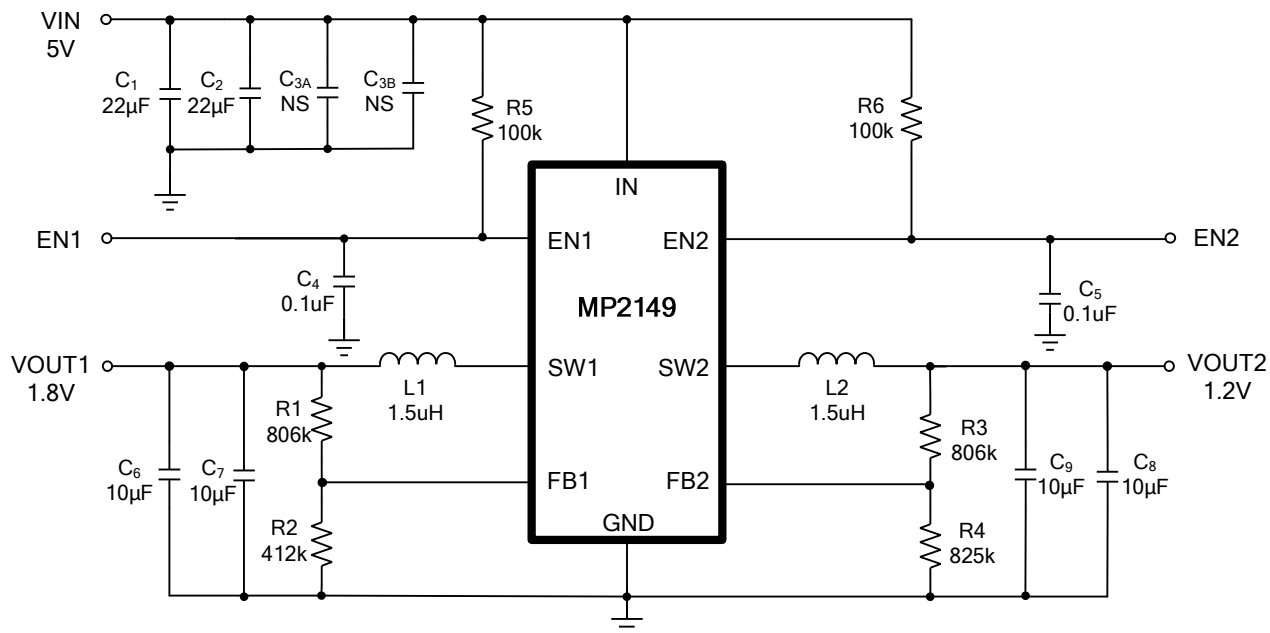 VIN
5V
C1
22µF
C2
22µF
C3A
NS
C3B
NS
R5
100k
R6
100k
IN
EN1
EN1
EN2
EN2
C4
0.1uF
MP2149
C5
0.1uF
VOUT1
1.8V
L1
1.5uH
SW1
SW2
L2
1.5uH
VOUT2
1.2V
R1
806k
R3
806k
C6
10µF
C7
10µF
FB1
FB2
C9
10µF
C8
10µF
R2
412k
GND
R4
825k